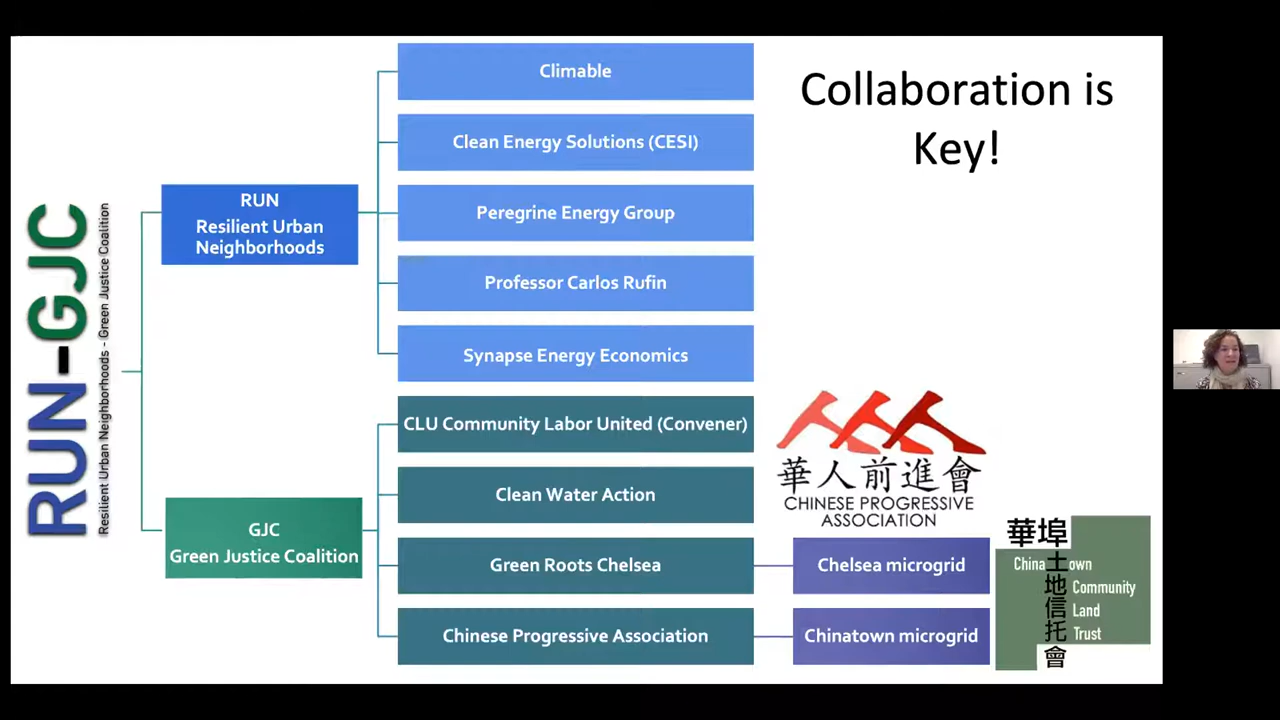 RUN-GJC
Resilient Urban Neighborhoods - Green Justice Coalition
RUN
Resilient Urban
Neighborhoods
Climable
Clean Energy Solutions (CESI)
Peregrine Energy Group
Professor Carlos Rufin
Synapse Energy Economics
GJC
Green Justice Coalition
CLU Community Labor United (Convener)
Clean Water Action
Green Roots Chelsea
Chinese Progressive Association
Chelsea microgrid
Chinatown microgrid
Collaboration is
Key!
華人前進會
CHINESE PROGRESSIVE
ASSOCIATION
華埠
土地信托會
Chinatown
Community
Land
Trust